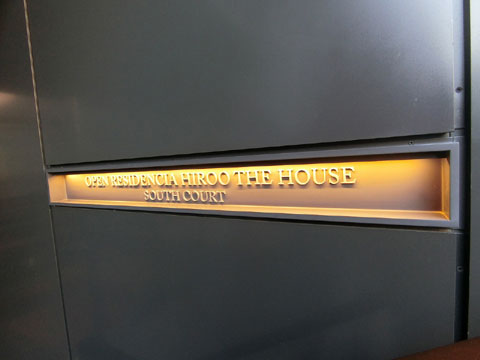 OPEN RESIDENCIA HIROO THE HOUSE
SOUTH COURT